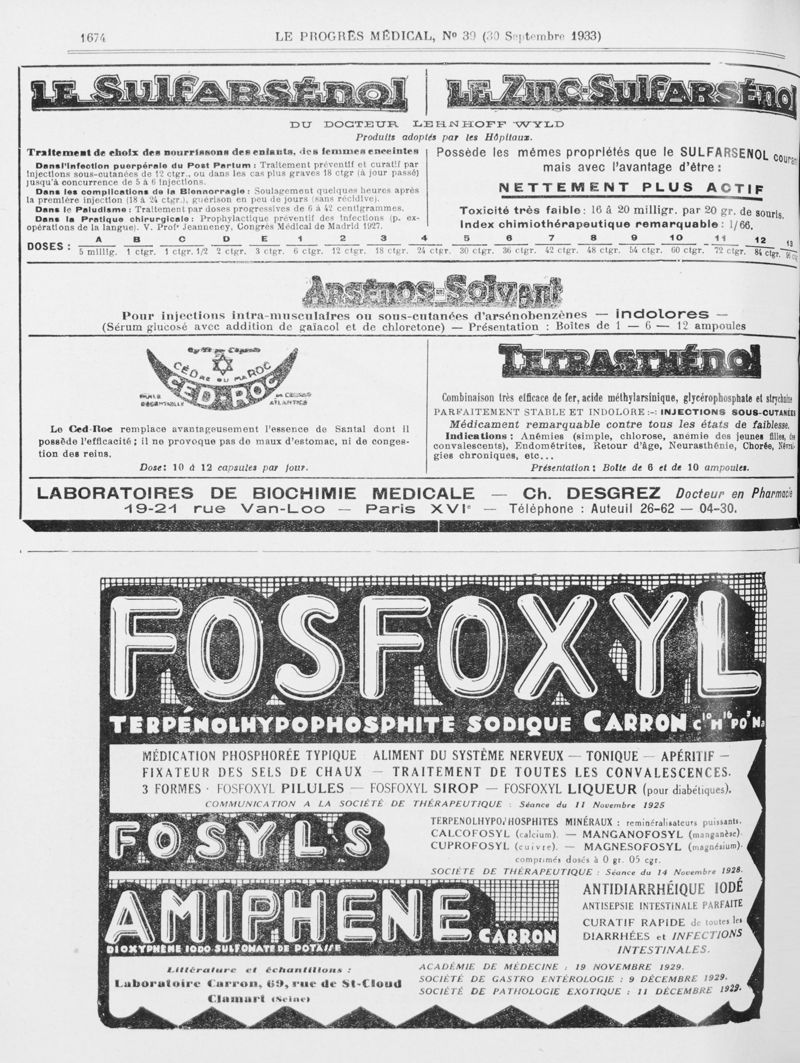 1674
LE PROGRÈS MÉDICAL, Nº 39 (30 Septembre 1933)
LE SULFARSÉNOL
LE ZINC-SULFARSÉNOL
DU DOCTEUR LEHNHOFF WYLD
Produits adoptés par les Hôpitaux.
Traitement de choix des nourrissons des enfants, des femmes enceintes
Dans l'Infection puerpérale du Post Partum : Traitement préventif et curatif par
injections sous-cutanées de 12 ctgr., ou dans les cas plus graves 18 ctgr (à jour passé)
jusqu'à concurrence de 5 à 6 injections.
Dans les complications de la Blennorragie : Soulagement quelques heures après
la première injection (18 à 24 ctgr.), guérison en peu de jours (sans récidive).
Dans le Paludisme : Traitement par doses progressives de 6 à 42 centigrammes.
Dans la Pratique chirurgicale : Prophylactique préventif des infections (p. ex-
opérations de la langue). V. Profr Jeanneney, Congrès Médical de Madrid 1927.
Possède les mêmes propriétés que le SULFARSENOL couran
mais avec l'avantage d'être :
NETTEMENT PLUS ACTIF
Toxicité très faible : 16 à 20 milligr. par 20 gr. de souris.
Index chimiothérapeutique remarquable : 1/66.
DOSES : A B C D E 1 2 3 4 5 6 7 8 9 10 11 12 13
5 millig. 1 ctgr. 1 ctgr. 1/2 2 ctgr. 3 ctgr. 6 ctgr. 12 ctgr. 18 ctgr. 24 ctgr. 30 ctgr. 36 ctgr. 42 ctgr. 48 ctgr. 54 ctgr. 60 ctgr. 72 ctgr. 84 ctgr.
Arsénos-Solvant
Pour injections intra-musculaires ou sous-cutanées d'arsénobenzènes — indolores —
(Sérum glucosé avec addition de gaïacol et de chloretone) — Présentation : Boîtes de 1 — 6 — 12 ampoules
CÈDRE DU MAROC
CED-ROC
ATLANTICA
Le Ced-Roc remplace avantageusement l'essence de Santal dont il
possède l'efficacité ; il ne provoque pas de maux d'estomac, ni de conges-
tion des reins.
Dose : 10 à 12 capsules par jour.
TETRASTHÉNOL
Combinaison très efficace de fer, acide méthylarsinique, glycérophosphate et strychnine
PARFAITEMENT STABLE ET INDOLORE :-: INJECTIONS SOUS-CUTANÉES
Médicament remarquable contre tous les états de faiblesse.
Indications : Anémies (simple, chlorose, anémie des jeunes filles, des
convalescents), Endométrites, Retour d'âge, Neurasthénie, Chorée, Névral-
gies chroniques, etc...
Présentation : Boîte de 6 et de 10 ampoules.
LABORATOIRES DE BIOCHIMIE MEDICALE — Ch. DESGREZ Docteur en Pharmacie
19-21 rue Van-Loo — Paris XVIe — Téléphone : Auteuil 26-62 — 04-30.
FOSFOXYL
TERPÉNOLHYPOPHOSPHITE SODIQUE CARRON C¹⁰H¹⁶PO³Na
MÉDICATION PHOSPHORÉE TYPIQUE ALIMENT DU SYSTÈME NERVEUX — TONIQUE — APÉRITIF —
FIXATEUR DES SELS DE CHAUX — TRAITEMENT DE TOUTES LES CONVALESCENCES.
3 FORMES · FOSFOXYL PILULES — FOSFOXYL SIROP — FOSFOXYL LIQUEUR (pour diabétiques).
COMMUNICATION A LA SOCIÉTÉ DE THÉRAPEUTIQUE : Séance du 11 Novembre 1925
FOSYL'S
TERPENOLHYPO/HOSPHITES MINÉRAUX : reminéralisateurs puissants.
CALCOFOSYL (calcium). — MANGANOFOSYL (manganèse)·
CUPROFOSYL (cuivre). — MAGNESOFOSYL (magnésium)·
comprimés dosés à 0 gr. 05 cgr.
SOCIÉTÉ DE THÉRAPEUTIQUE : Séance du 14 Novembre 1928.
AMIPHENE CARRON
DIOXYPHÈNE IODO SULFONATE DE POTASSE
ANTIDIARRHÉIQUE IODÉ
ANTISEPSIE INTESTINALE PARFAITE
CURATIF RAPIDE de toutes les
DIARRHÉES et INFECTIONS
INTESTINALES.
Littérature et échantillons :
Laboratoire Carron, 69, rue de St-Cloud
Clamart (Seine)
ACADÉMIE DE MÉDECINE : 19 NOVEMBRE 1929.
SOCIÉTÉ DE GASTRO ENTÉROLOGIE : 9 DÉCEMBRE 1929.
SOCIÉTÉ DE PATHOLOGIE EXOTIQUE : 11 DÉCEMBRE 1929.